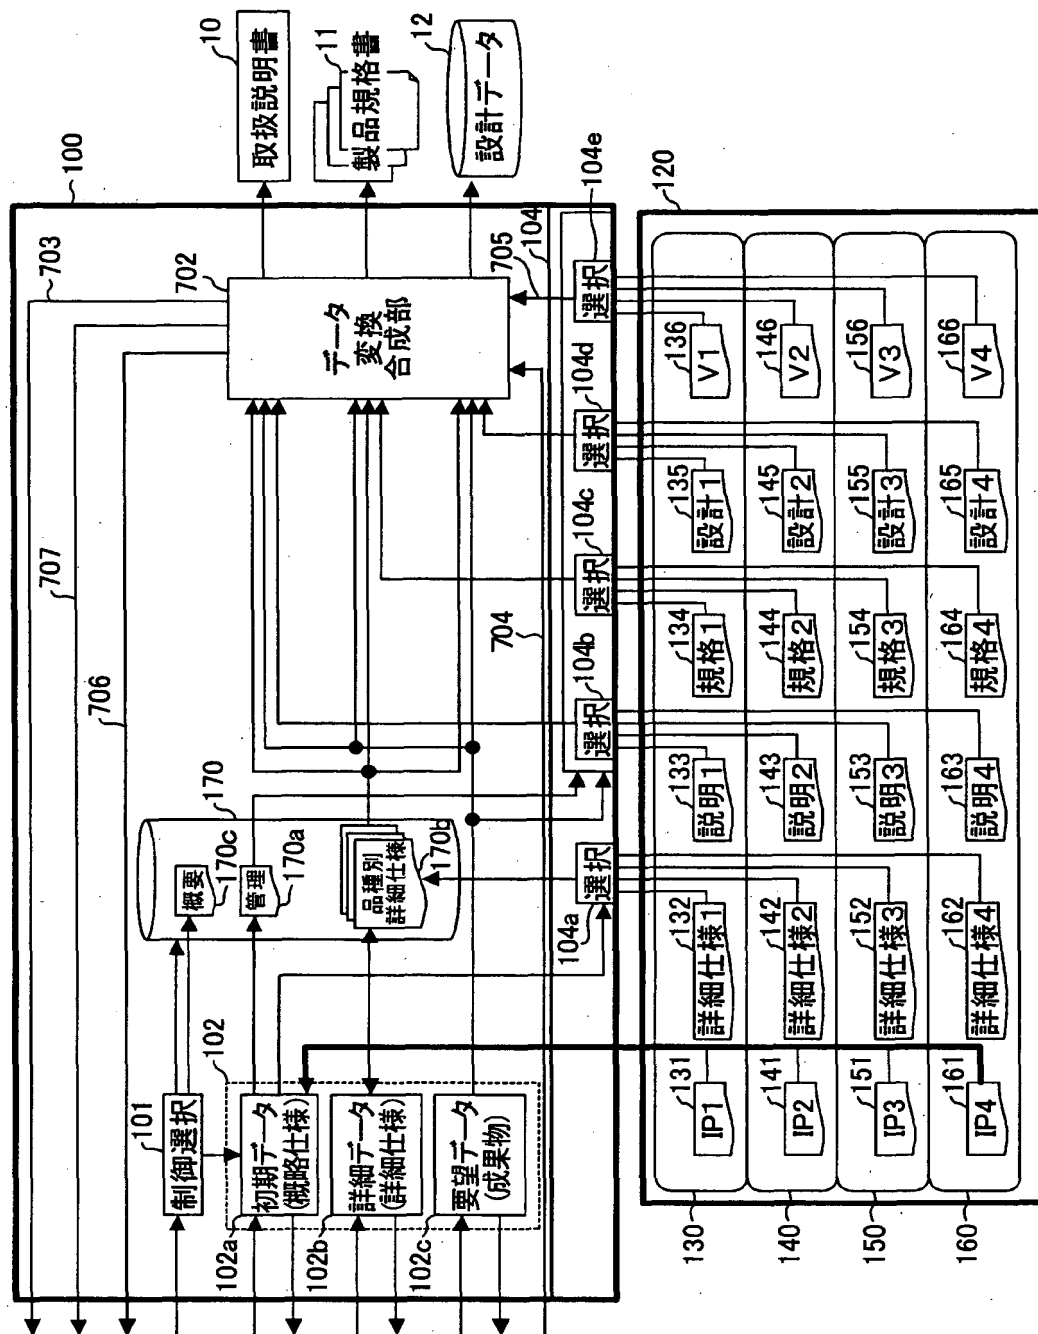 100
101
制御選択
102
102a
初期データ
(概略仕様)
102b
詳細データ
(詳細仕様)
102c
要望データ
(成果物)
170
概要
170c
管理
170a
品種別
詳細仕様
170b
706
707
703
702
データ
変換
合成部
10
取扱説明書
11
製品規格書
12
設計データ
704
705
104
104a
選択
104b
選択
104c
選択
104d
選択
104e
選択
120
130
131
IP1
132
詳細仕様1
133
説明1
134
規格1
135
設計1
136
V1
140
141
IP2
142
詳細仕様2
143
説明2
144
規格2
145
設計2
146
V2
150
151
IP3
152
詳細仕様3
153
説明3
154
規格3
155
設計3
156
V3
160
161
IP4
162
詳細仕様4
163
説明4
164
規格4
165
設計4
166
V4